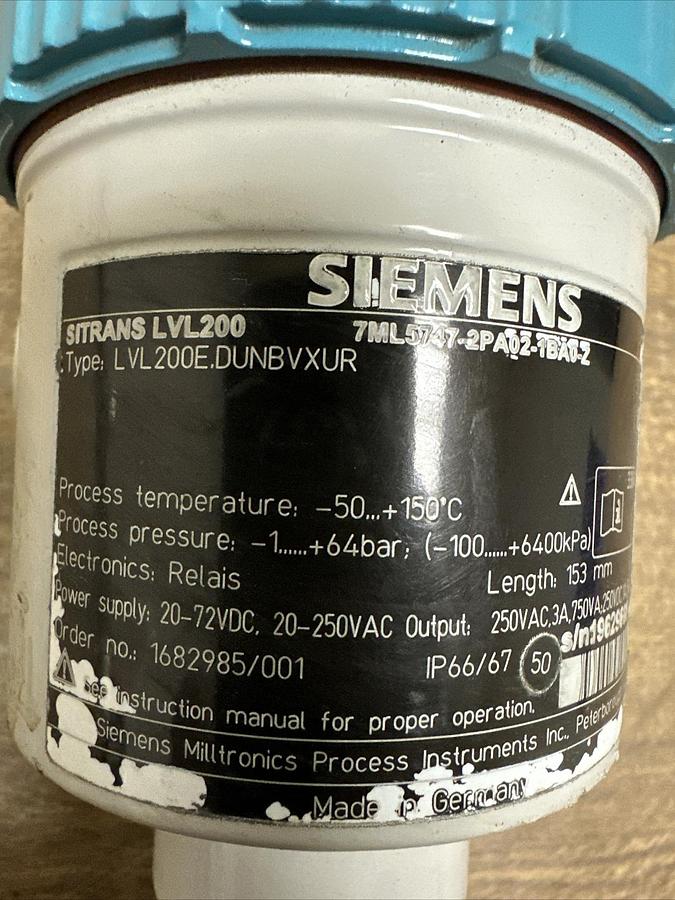 SIEMENS
SITRANS LVL200 7ML5747-2PA02-1BA0-Z
Type: LVL200E.DUNBVXUR
Process temperature: -50...+150°C
Process pressure: -1......+64bar; (-100......+6400kPa)
Electronics: Relais Length: 153 mm
Power supply: 20-72VDC, 20-250VAC Output: 250VAC,3A,750VA;
Order no.: 1682985/001 IP66/67 50
See instruction manual for proper operation.
Siemens Milltronics Process Instruments Inc.,
Made in Germany